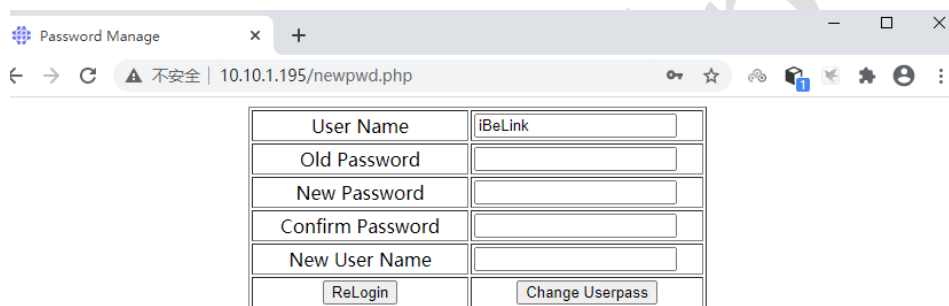 Password Manage
不安全 | 10.10.1.195/newpwd.php
1
User Name iBeLink
Old Password
New Password
Confirm Password
New User Name
ReLogin Change Userpass